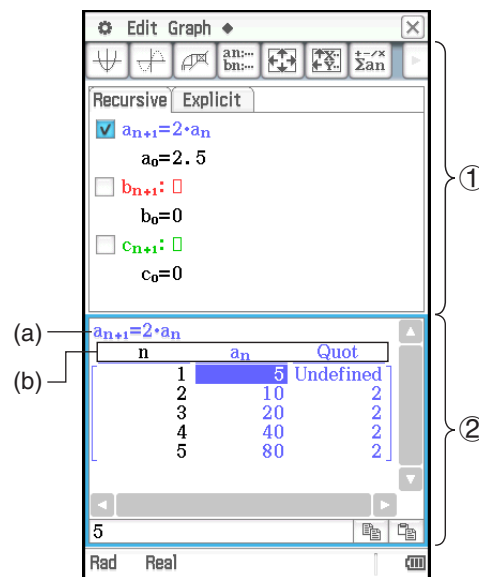 Edit Graph ◆
an:… bn:… Σan
Recursive Explicit
aₙ₊₁=2·aₙ
a₀=2.5
bₙ₊₁: □
b₀=0
cₙ₊₁: □
c₀=0
①
(a) aₙ₊₁=2·aₙ
(b) n aₙ Quot
1 5 Undefined
2 10 2
3 20 2
4 40 2
5 80 2
②
5
Rad Real